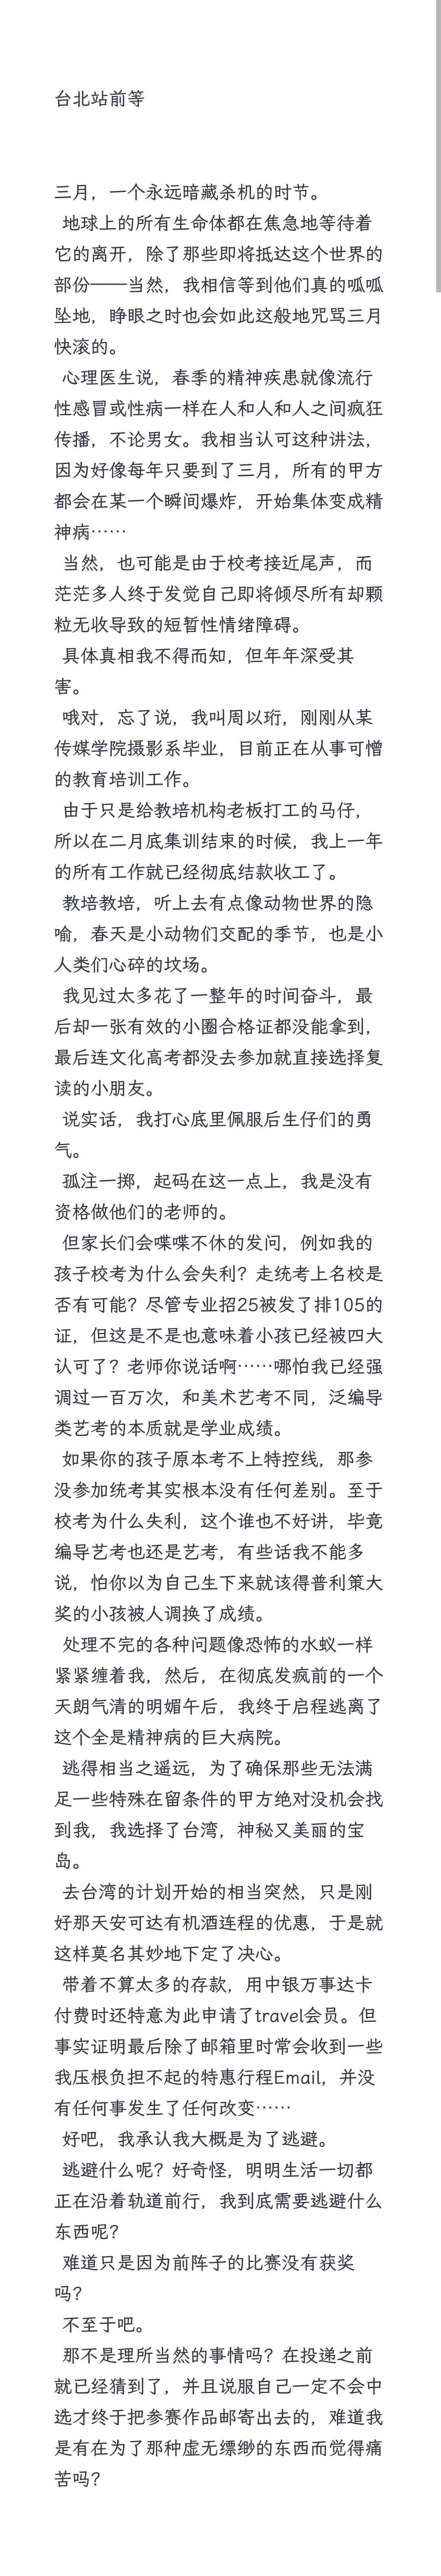 台北站前等
三月，一个永远暗藏杀机的时节。
地球上的所有生命体都在焦急地等待着
它的离开，除了那些即将抵达这个世界的
部份——当然，我相信等到他们真的呱呱
坠地，睁眼之时也会如此这般地咒骂三月
快滚的。
心理医生说，春季的精神疾患就像流行
性感冒或性病一样在人和人和人之间疯狂
传播，不论男女。我相当认可这种讲法，
因为好像每年只要到了三月，所有的甲方
都会在某一个瞬间爆炸，开始集体变成精
神病……
当然，也可能是由于校考接近尾声，而
茫茫多人终于发觉自己即将倾尽所有却颗
粒无收导致的短暂性情绪障碍。
具体真相我不得而知，但年年深受其
害。
哦对，忘了说，我叫周以珩，刚刚从某
传媒学院摄影系毕业，目前正在从事可憎
的教育培训工作。
由于只是给教培机构老板打工的马仔，
所以在二月底集训结束的时候，我上一年
的所有工作就已经彻底结款收工了。
教培教培，听上去有点像动物世界的隐
喻，春天是小动物们交配的季节，也是小
人类们心碎的坟场。
我见过太多花了一整年的时间奋斗，最
后却一张有效的小圈合格证都没能拿到，
最后连文化高考都没去参加就直接选择复
读的小朋友。
说实话，我打心底里佩服后生仔们的勇
气。
孤注一掷，起码在这一点上，我是没有
资格做他们的老师的。
但家长们会喋喋不休的发问，例如我的
孩子校考为什么会失利？走统考上名校是
否有可能？尽管专业招25被发了排105的
证，但这是不是也意味着小孩已经被四大
认可了？老师你说话啊……哪怕我已经强
调过一百万次，和美术艺考不同，泛编导
类艺考的本质就是学业成绩。
如果你的孩子原本考不上特控线，那参
没参加统考其实根本没有任何差别。至于
校考为什么失利，这个谁也不好讲，毕竟
编导艺考也还是艺考，有些话我不能多
说，怕你以为自己生下来就该得普利策大
奖的小孩被人调换了成绩。
处理不完的各种问题像恐怖的水蚁一样
紧紧缠着我，然后，在彻底发疯前的一个
天朗气清的明媚午后，我终于启程逃离了
这个全是精神病的巨大病院。
逃得相当之遥远，为了确保那些无法满
足一些特殊在留条件的甲方绝对没机会找
到我，我选择了台湾，神秘又美丽的宝
岛。
去台湾的计划开始的相当突然，只是刚
好那天安可达有机酒连程的优惠，于是就
这样莫名其妙地下定了决心。
带着不算太多的存款，用中银万事达卡
付费时还特意为此申请了travel会员。但
事实证明最后除了邮箱里时常会收到一些
我压根负担不起的特惠行程Email，并没
有任何事发生了任何改变……
好吧，我承认我大概是为了逃避。
逃避什么呢？好奇怪，明明生活一切都
正在沿着轨道前行，我到底需要逃避什么
东西呢？
难道只是因为前阵子的比赛没有获奖
吗？
不至于吧。
那不是理所当然的事情吗？在投递之前
就已经猜到了，并且说服自己一定不会中
选才终于把参赛作品邮寄出去的，难道我
是有在为了那种虚无缥缈的东西而觉得痛
苦吗？